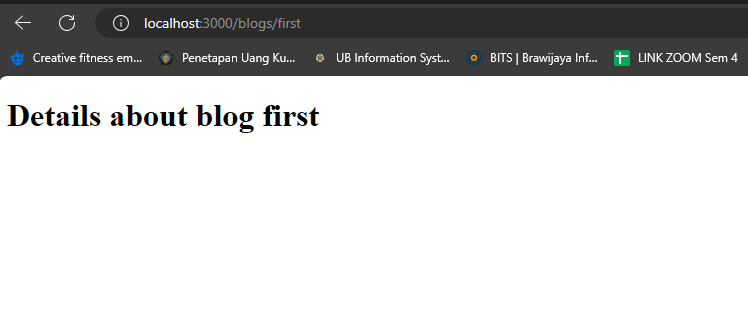 localhost:3000/blogs/first
Creative fitness em... Penetapan Uang Ku... UB Information Syst... BITS | Brawijaya Inf... LINK ZOOM Sem 4
Details about blog first